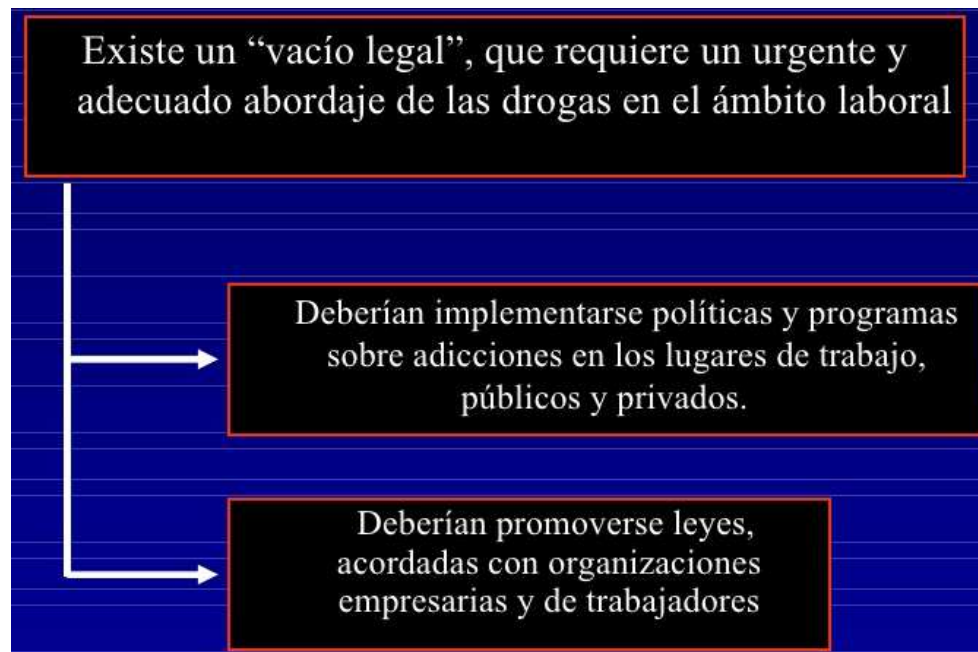 Existe un “vacío legal”, que requiere un urgente y
adecuado abordaje de las drogas en el ámbito laboral
Deberían implementarse políticas y programas
sobre adicciones en los lugares de trabajo,
públicos y privados.
Deberían promoverse leyes,
acordadas con organizaciones
empresarias y de trabajadores